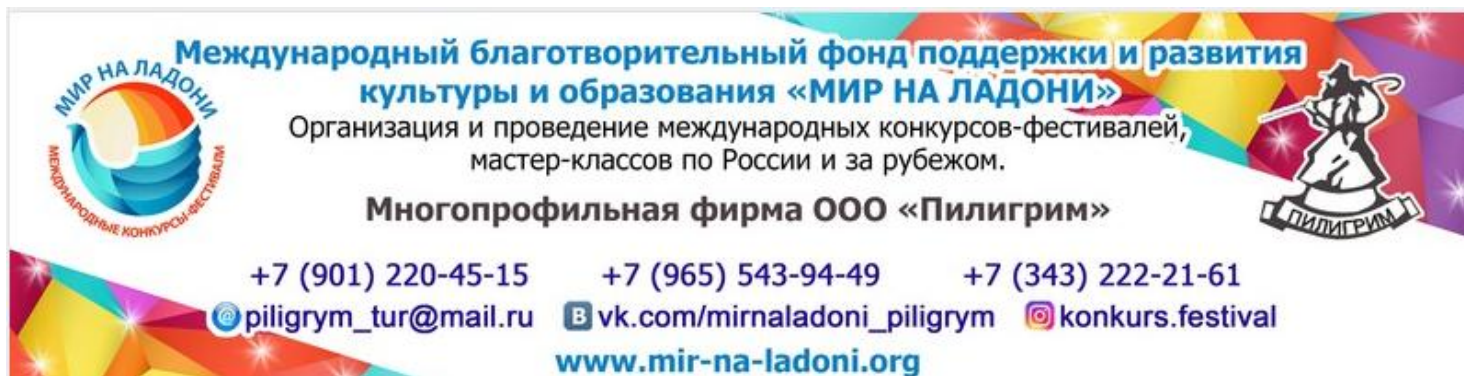 МИР НА ЛАДОНИ
МЕЖДУНАРОДНЫЕ КОНКУРСЫ-ФЕСТИВАЛИ
Международный благотворительный фонд поддержки и развития
культуры и образования «МИР НА ЛАДОНИ»
Организация и проведение международных конкурсов-фестивалей,
мастер-классов по России и за рубежом.
Многопрофильная фирма ООО «Пилигрим»
ПИЛИГРИМ
+7 (901) 220-45-15 +7 (965) 543-94-49 +7 (343) 222-21-61
@ piligrym_tur@mail.ru B vk.com/mirnaladoni_piligrym konkurs.festival
www.mir-na-ladoni.org